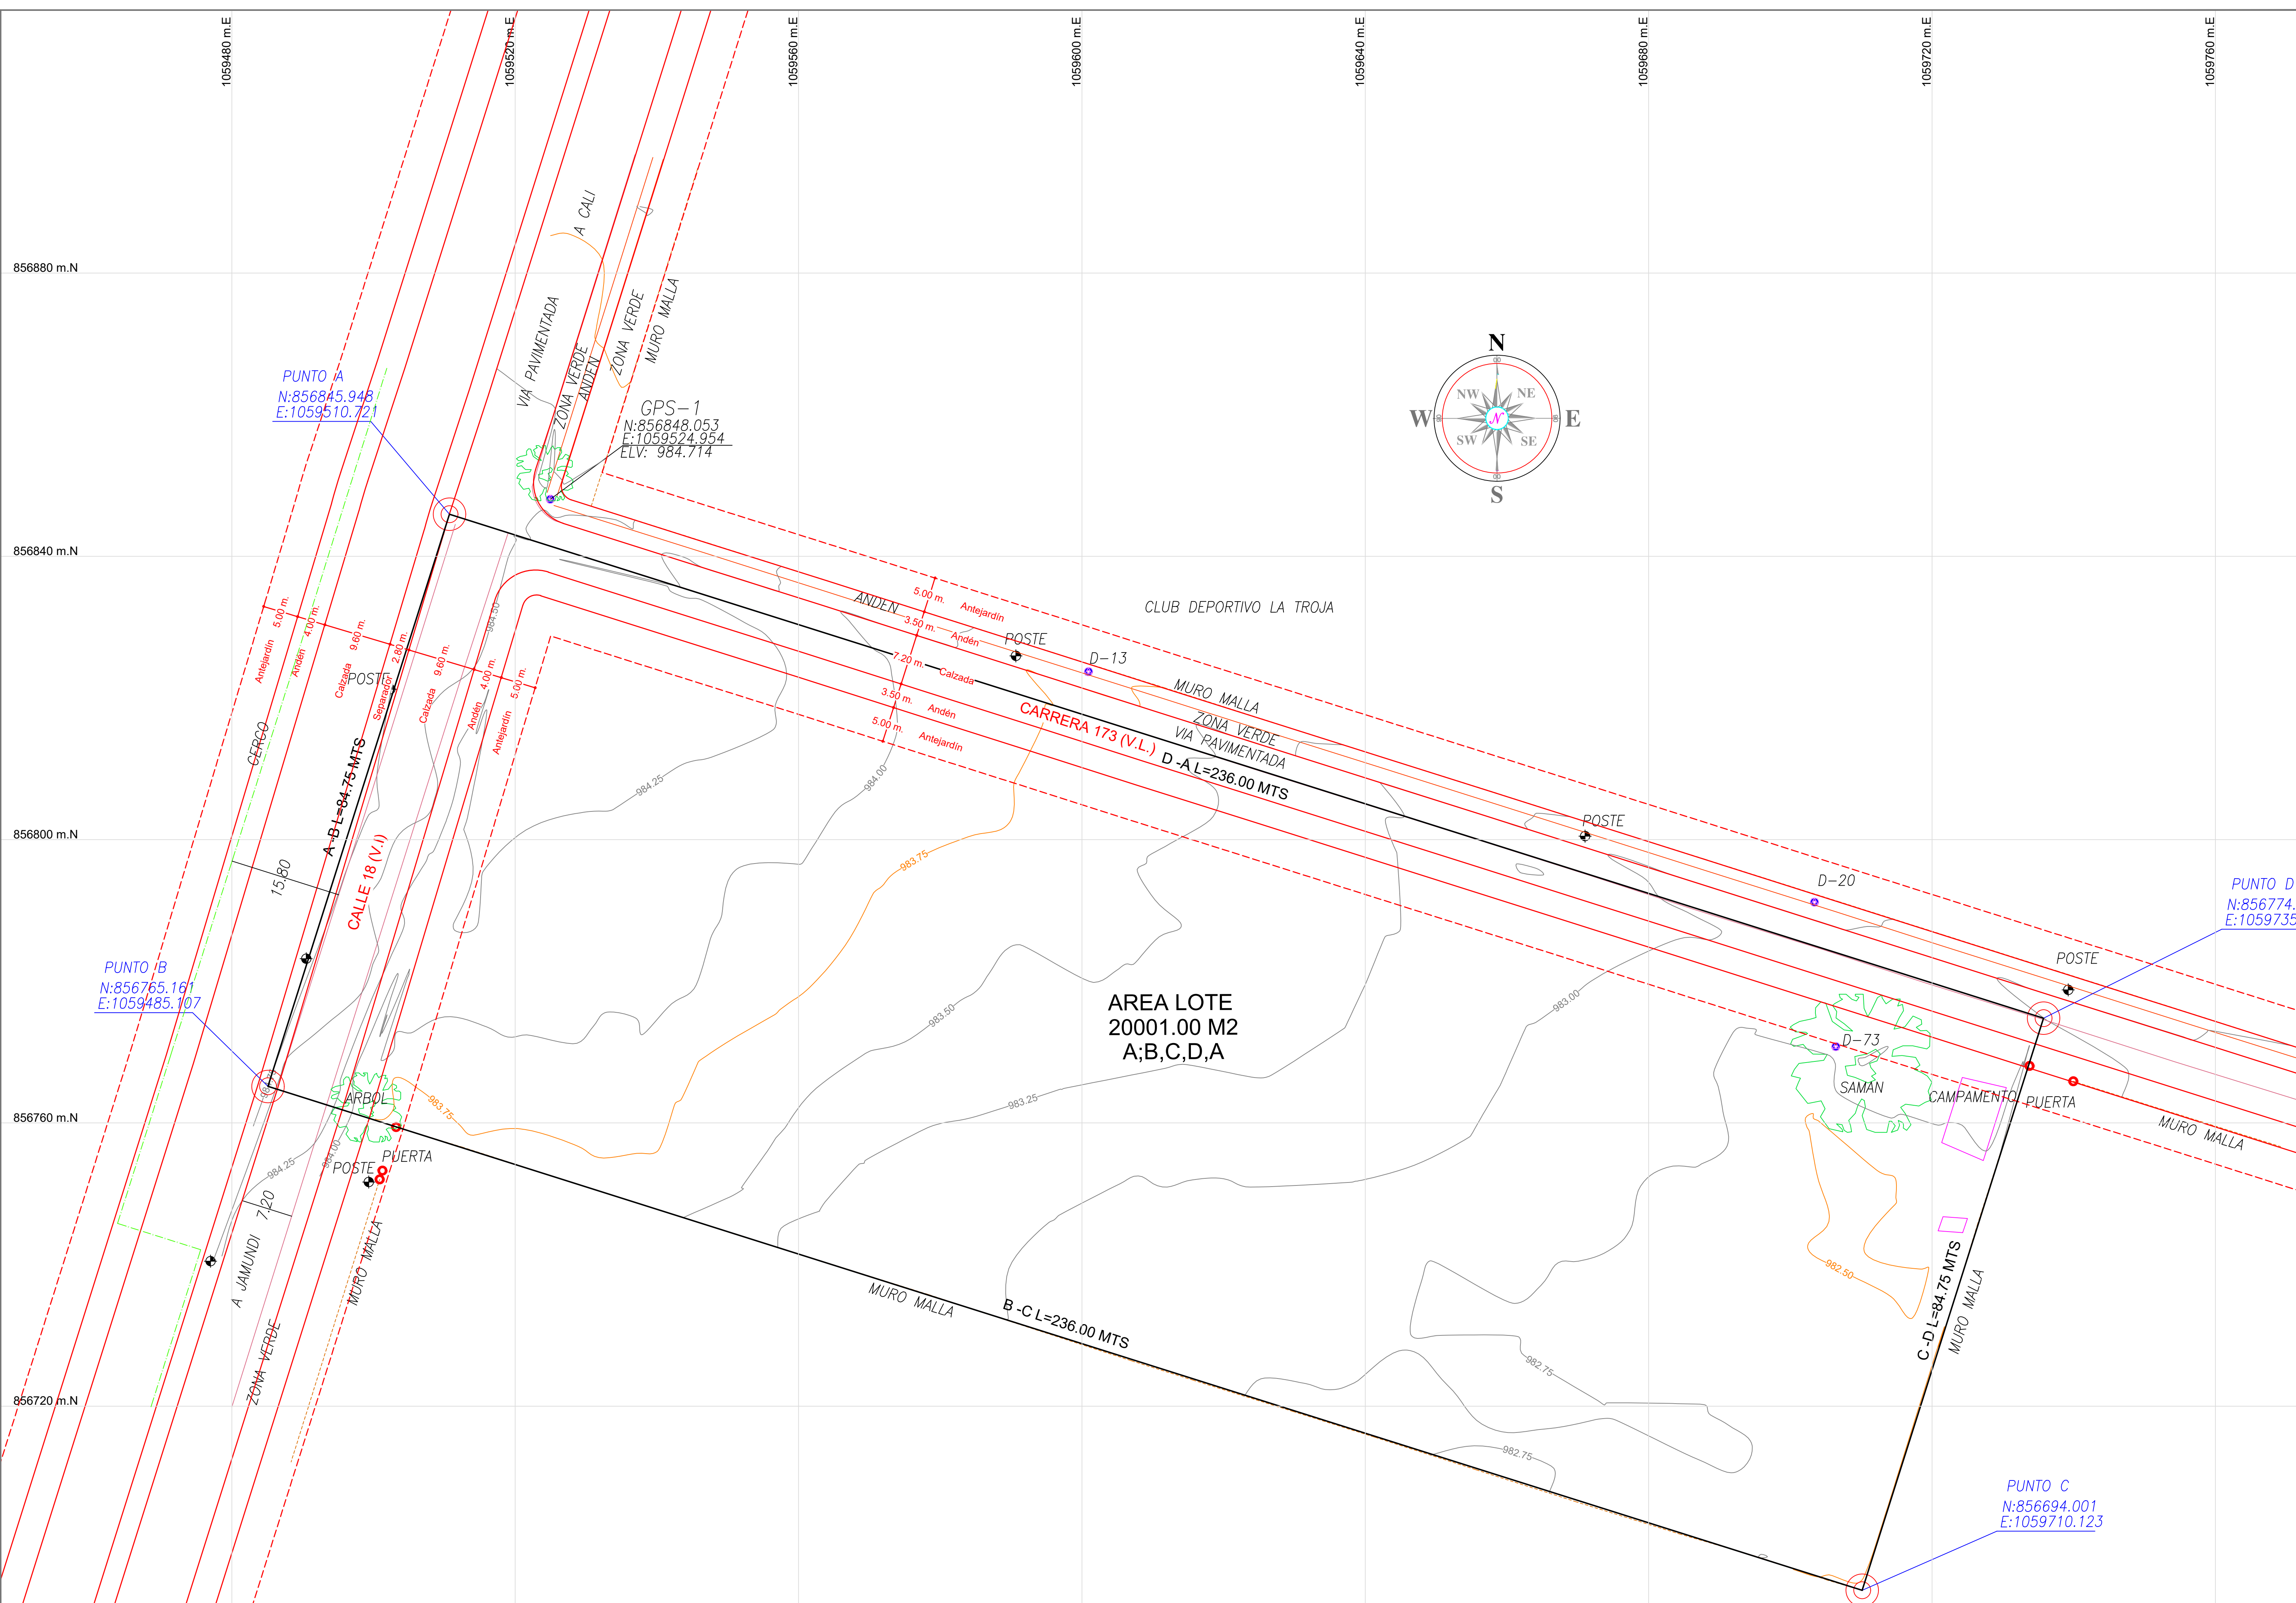 1059480 m.E
1059520 m.E
1059560 m.E
1059600 m.E
1059640 m.E
1059680 m.E
1059720 m.E
1059760 m.E
856880 m.N
856840 m.N
856800 m.N
856760 m.N
856720 m.N
A CALI
VIA PAVIMENTADA
ZONA VERDE
ANDEN
ZONA VERDE
MURO MALLA
PUNTO A
N:856845.948
E:1059510.721
GPS-1
N:856848.053
E:1059524.954
ELV: 984.714
N
NW
NE
W
E
N
SW
SE
S
5.00 m. Antejardín
3.50 m. Andén
7.20 m. Calzada
3.50 m. Andén
5.00 m. Antejardín
ANDEN
CLUB DEPORTIVO LA TROJA
POSTE
D-13
MURO MALLA
ZONA VERDE
VIA PAVIMENTADA
CARRERA 173 (V.L.)
D -A L=236.00 MTS
Antejardín 5.00 m.
Andén 4.00 m.
Calzada 9.60 m.
Separador 2.80 m.
Calzada 9.60 m.
Andén 4.00 m.
Antejardín 5.00 m.
POSTE
CERCO
A -B L=84.75 MTS
CALLE 18 (V.I)
15.80
984.50
984.25
984.00
983.75
983.50
983.25
983.00
POSTE
D-20
PUNTO D
N:856774.
E:1059735
POSTE
PUNTO B
N:856765.161
E:1059485.107
AREA LOTE
20001.00 M2
A;B,C,D,A
D-73
SAMAN
CAMPAMENTO
PUERTA
MURO MALLA
ARBOL
983.75
984.00
984.25
POSTE
PUERTA
7.20
A JAMUNDI
MURO MALLA
ZONA VERDE
MURO MALLA
B -C L=236.00 MTS
982.50
C -D L=84.75 MTS
MURO MALLA
982.75
982.75
PUNTO C
N:856694.001
E:1059710.123